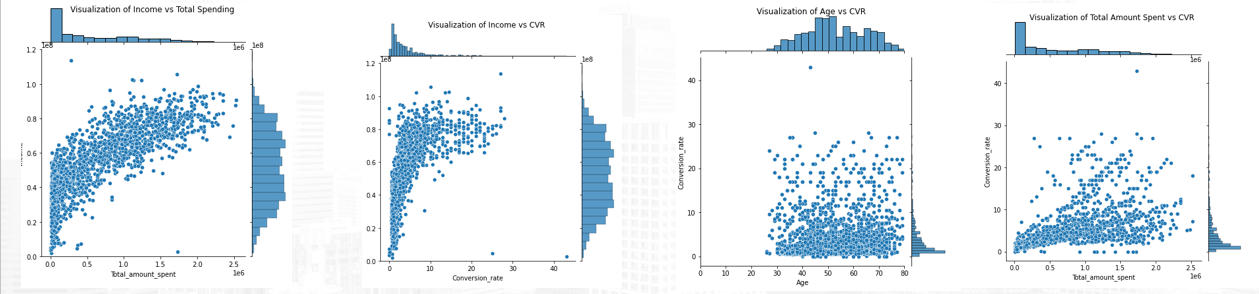 Visualization of Income vs Total Spending
1e8
1e6
1e8
1.2
1.0
0.8
0.6
0.4
0.2
0.0
0.0 0.5 1.0 1.5 2.0 2.5
Total_amount_spent
1e6
Visualization of Income vs CVR
1e8
1e8
1.2
1.0
0.8
0.6
0.4
0.2
0.0
0 10 20 30 40
Conversion_rate
Visualization of Age vs CVR
Conversion_rate
40
30
20
10
0
0 10 20 30 40 50 60 70 80
Age
Visualization of Total Amount Spent vs CVR
1e6
Conversion_rate
40
30
20
10
0
0.0 0.5 1.0 1.5 2.0 2.5
Total_amount_spent
1e6